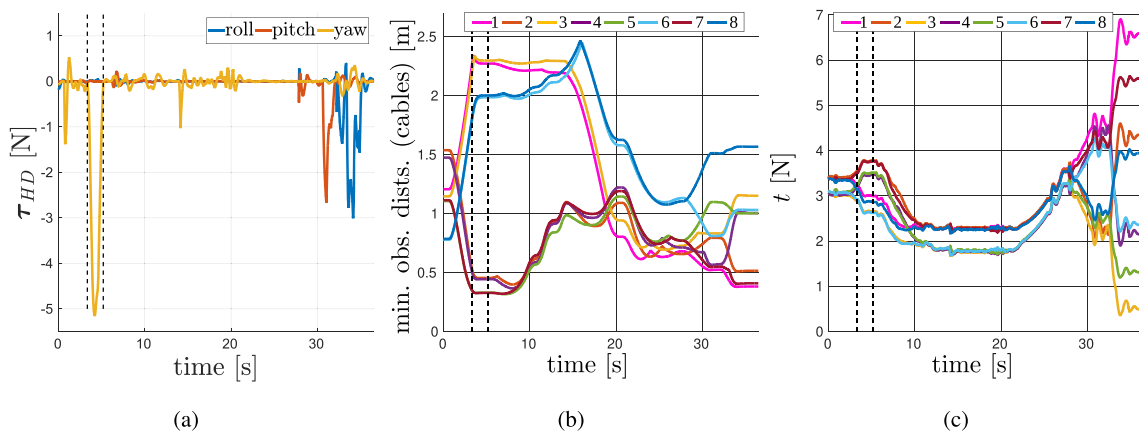 roll pitch yaw
τ_HD [N]
1
0
-1
-2
-3
-4
-5
0 10 20 30
time [s]
(a)
1 2 3 4 5 6 7 8
min. obs. dists. (cables) [m]
2.5
2
1.5
1
0.5
0
0 10 20 30
time [s]
(b)
1 2 3 4 5 6 7 8
t [N]
7
6
5
4
3
2
1
0
0 10 20 30
time [s]
(c)